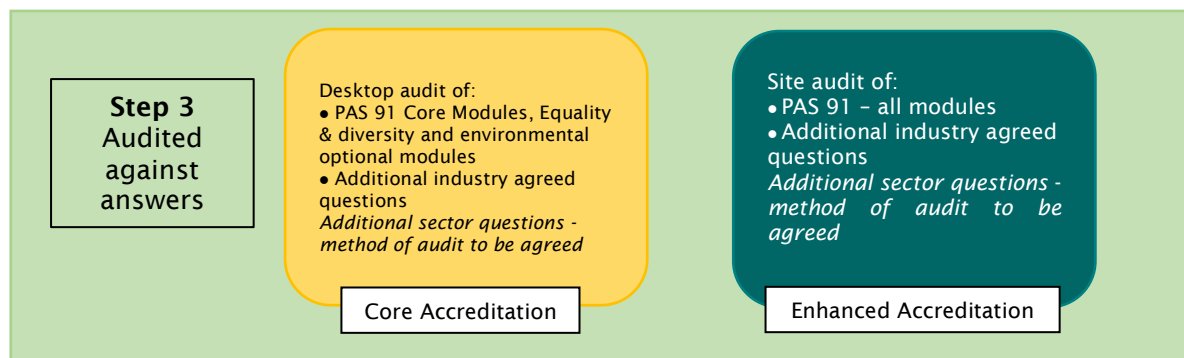 Step 3
Audited
against
answers
Desktop audit of:
● PAS 91 Core Modules, Equality
& diversity and environmental
optional modules
● Additional industry agreed
questions
Additional sector questions -
method of audit to be agreed
Core Accreditation
Site audit of:
● PAS 91 – all modules
● Additional industry agreed
questions
Additional sector questions -
method of audit to be
agreed
Enhanced Accreditation